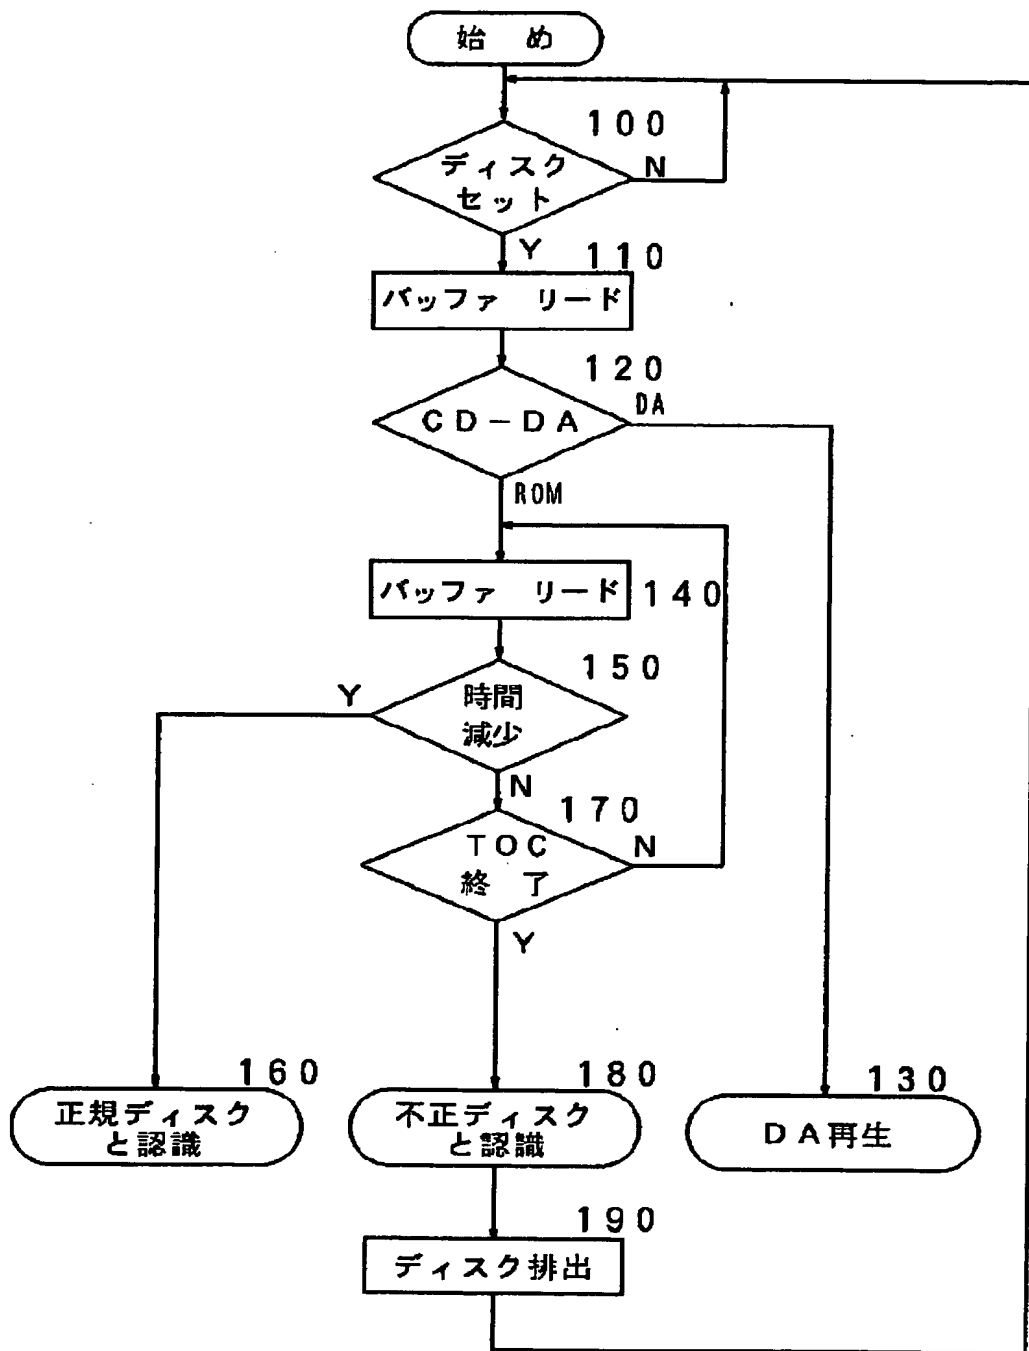 始 め
100
ディスク
セット
N
Y
110
バッファ リード
120
CD-DA
DA
ROM
バッファ リード
140
150
時間
減少
Y
N
170
TOC
終 了
N
Y
160
正規ディスク
と認識
180
不正ディスク
と認識
130
DA再生
190
ディスク排出